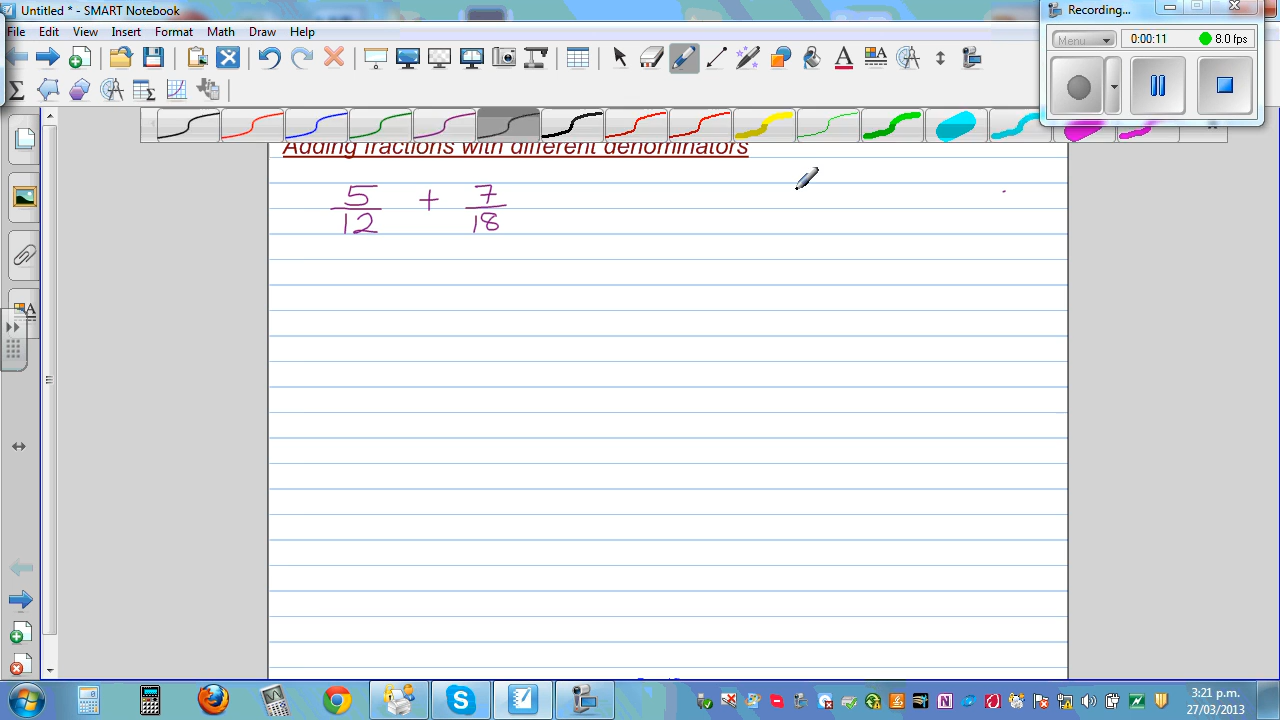 Untitled * - SMART Notebook
File Edit View Insert Format Math Draw Help
Recording...
Menu
0:00:11
8.0 fps
Adding fractions with different denominators
5/12 + 7/18
3:21 p.m.
27/03/2013